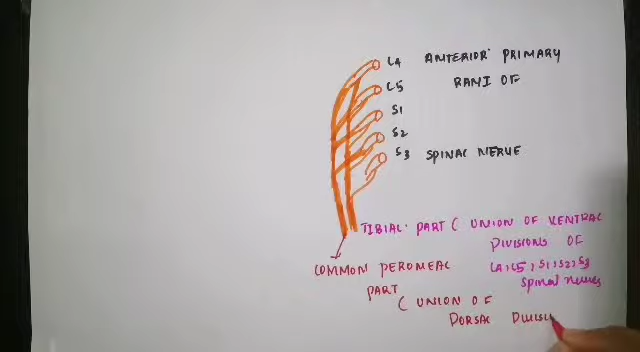 L4 ANTERIOR PRIMARY
L5 RAMI OF
S1
S2
S3 SPINAL NERVE
TIBIAL PART ( UNION OF VENTRAL
DIVISIONS OF
L4, L5, S1, S2, S3
spinal nerves
COMMON PERONEAL
PART
( UNION OF
DORSAL DIVISI